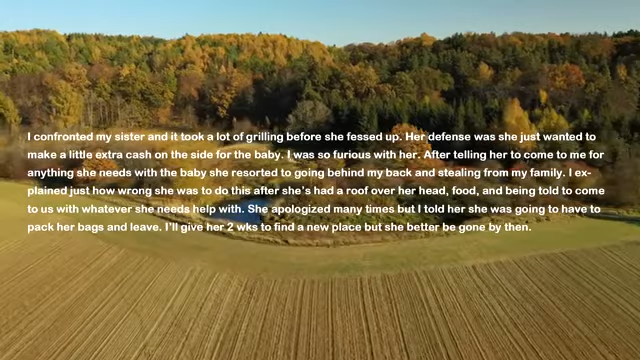 I confronted my sister and it took a lot of grilling before she fessed up. Her defense was she just wanted to
make a little extra cash on the side for the baby. I was so furious with her. After telling her to come to me for
anything she needs with the baby she resorted to going behind my back and stealing from my family. I ex-
plained just how wrong she was to do this after she's had a roof over her head, food, and being told to come
to us with whatever she needs help with. She apologized many times but I told her she was going to have to
pack her bags and leave. I'll give her 2 wks to find a new place but she better be gone by then.